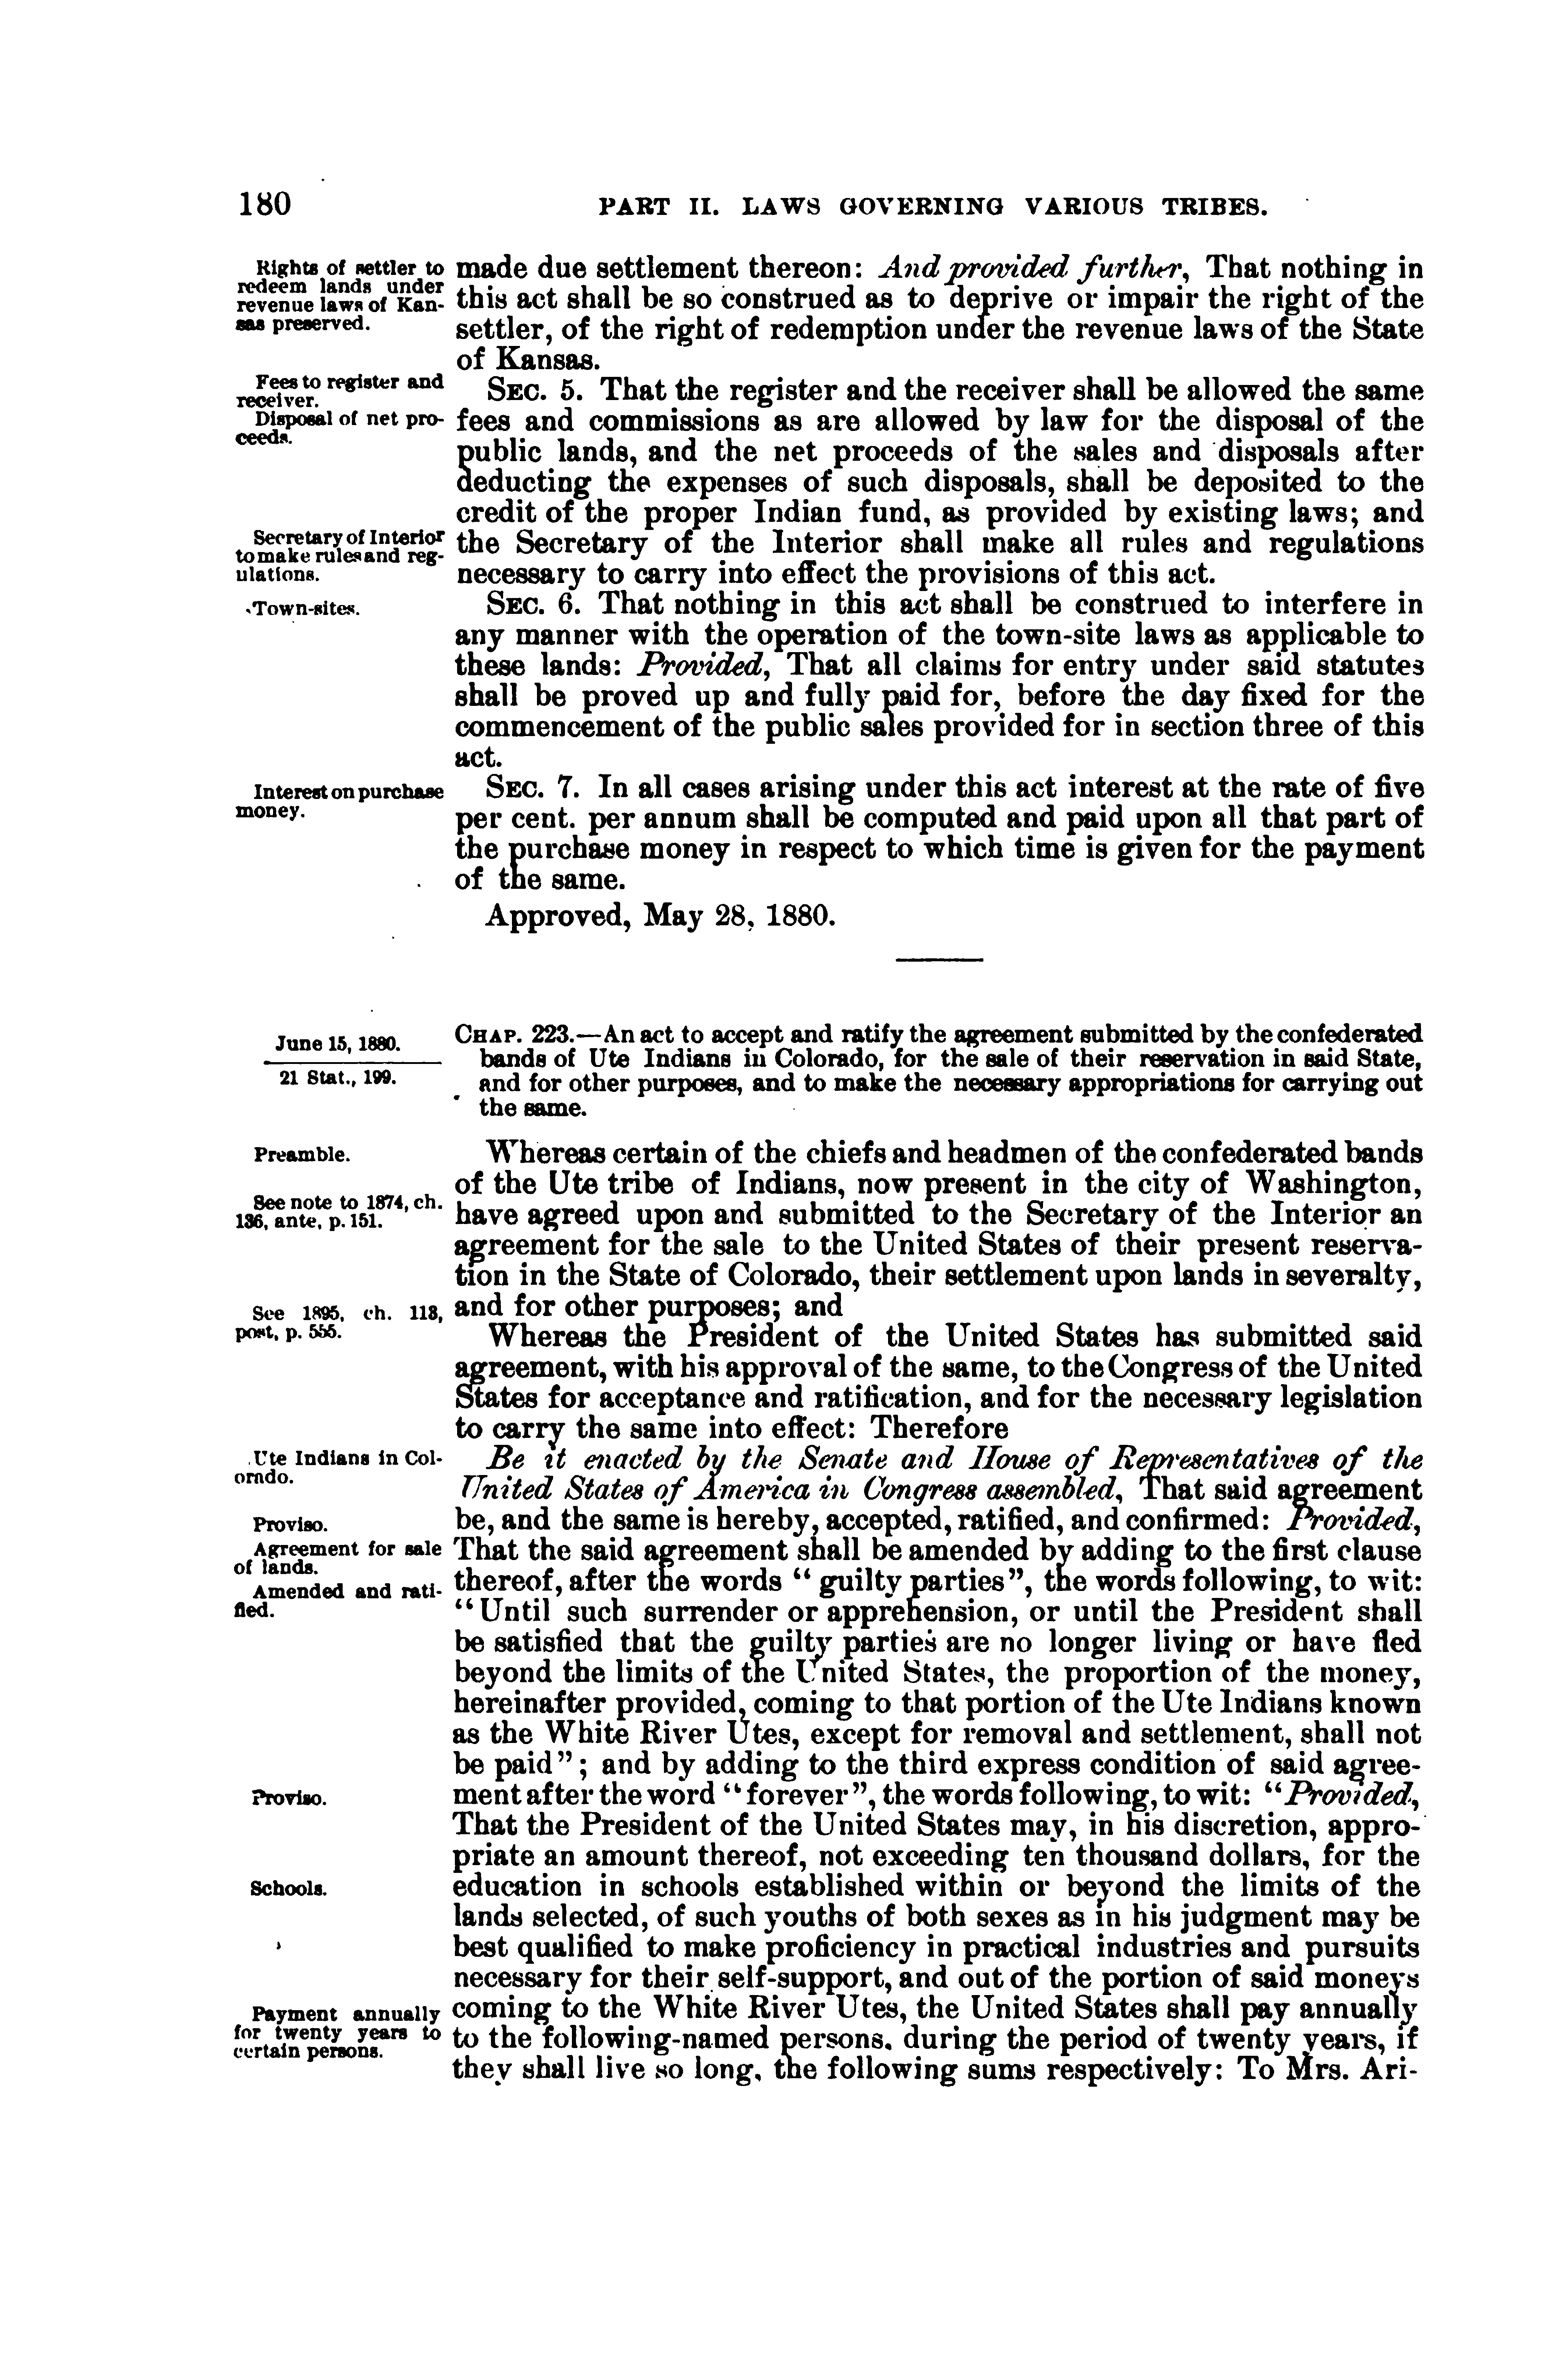 180
PART II. LAWS GOVERNING VARIOUS TRIBES.
Rights of settler to
redeem lands under
revenue laws of Kan-
sas preserved.
made due settlement thereon: And provided further, That nothing in
this act shall be so construed as to deprive or impair the right of the
settler, of the right of redemption under the revenue laws of the State
of Kansas.
Fees to register and
receiver.
Disposal of net pro-
ceeds.
SEC. 5. That the register and the receiver shall be allowed the same
fees and commissions as are allowed by law for the disposal of the
public lands, and the net proceeds of the sales and disposals after
deducting the expenses of such disposals, shall be deposited to the
credit of the proper Indian fund, as provided by existing laws; and
Secretary of Interior
to make rules and reg-
ulations.
the Secretary of the Interior shall make all rules and regulations
necessary to carry into effect the provisions of this act.
Town-sites.
SEC. 6. That nothing in this act shall be construed to interfere in
any manner with the operation of the town-site laws as applicable to
these lands: Provided, That all claims for entry under said statutes
shall be proved up and fully paid for, before the day fixed for the
commencement of the public sales provided for in section three of this
act.
Interest on purchase
money.
SEC. 7. In all cases arising under this act interest at the rate of five
per cent. per annum shall be computed and paid upon all that part of
the purchase money in respect to which time is given for the payment
of the same.
Approved, May 28, 1880.
June 15, 1880.
21 Stat., 199.
CHAP. 223.—An act to accept and ratify the agreement submitted by the confederated
bands of Ute Indians in Colorado, for the sale of their reservation in said State,
and for other purposes, and to make the necessary appropriations for carrying out
the same.
Preamble.
See note to 1874, ch.
136, ante, p. 151.
Whereas certain of the chiefs and headmen of the confederated bands
of the Ute tribe of Indians, now present in the city of Washington,
have agreed upon and submitted to the Secretary of the Interior an
agreement for the sale to the United States of their present reserva-
tion in the State of Colorado, their settlement upon lands in severalty,
and for other purposes; and
See 1895, ch. 113,
post, p. 555.
Whereas the President of the United States has submitted said
agreement, with his approval of the same, to the Congress of the United
States for acceptance and ratification, and for the necessary legislation
to carry the same into effect: Therefore
Ute Indians in Col-
orado.
Be it enacted by the Senate and House of Representatives of the
United States of America in Congress assembled, That said agreement
Proviso.
Agreement for sale
of lands.
Amended and rati-
fied.
be, and the same is hereby, accepted, ratified, and confirmed: Provided,
That the said agreement shall be amended by adding to the first clause
thereof, after the words "guilty parties", the words following, to wit:
"Until such surrender or apprehension, or until the President shall
be satisfied that the guilty parties are no longer living or have fled
beyond the limits of the United States, the proportion of the money,
hereinafter provided, coming to that portion of the Ute Indians known
as the White River Utes, except for removal and settlement, shall not
be paid"; and by adding to the third express condition of said agree-
Proviso.
ment after the word "forever", the words following, to wit: "Provided,
That the President of the United States may, in his discretion, appro-
priate an amount thereof, not exceeding ten thousand dollars, for the
Schools.
education in schools established within or beyond the limits of the
lands selected, of such youths of both sexes as in his judgment may be
best qualified to make proficiency in practical industries and pursuits
necessary for their self-support, and out of the portion of said moneys
Payment annually
for twenty years to
certain persons.
coming to the White River Utes, the United States shall pay annually
to the following-named persons, during the period of twenty years, if
they shall live so long, the following sums respectively: To Mrs. Ari-